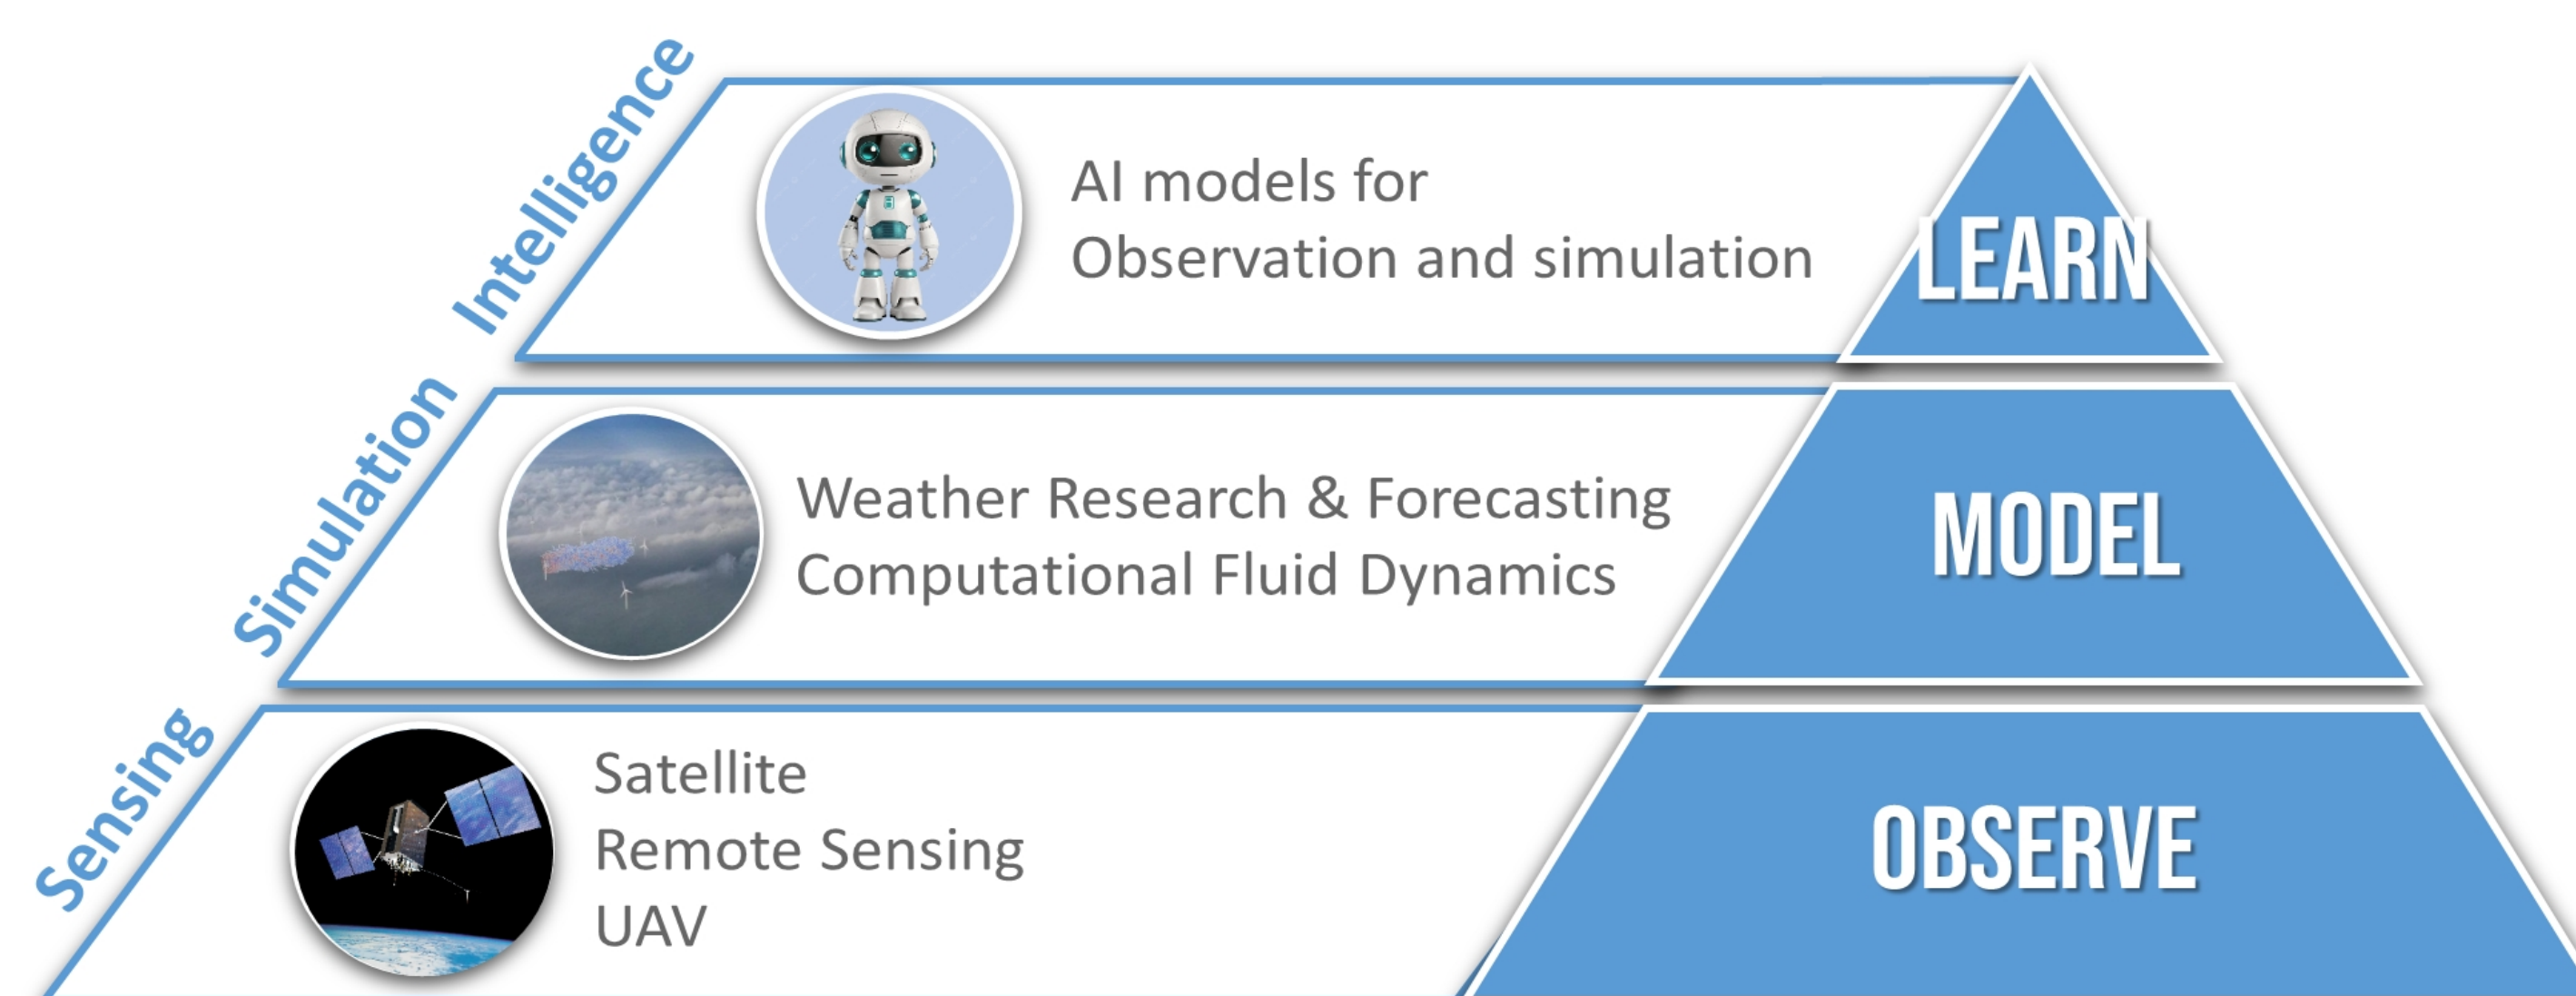 Intelligence
AI models for
Observation and simulation
LEARN
Simulation
Weather Research & Forecasting
Computational Fluid Dynamics
MODEL
Sensing
Satellite
Remote Sensing
UAV
OBSERVE